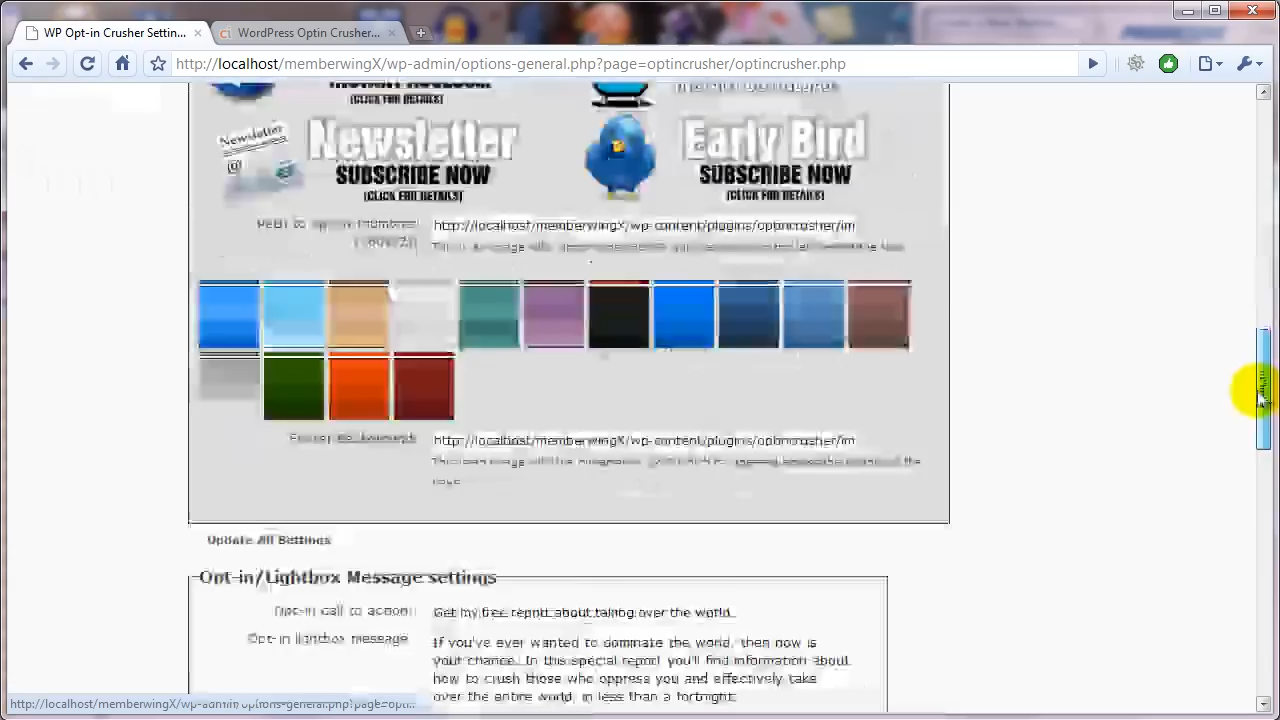 WP Opt-in Crusher Settin...
WordPress Optin Crusher...
http://localhost/memberwingX/wp-admin/options-general.php?page=optincrusher/optincrusher.php
(CLICK FOR DETAILS)
Newsletter
Newsletter
@
SUBSCRIBE NOW
(CLICK FOR DETAILS)
Early Bird
SUBSCRIBE NOW
(CLICK FOR DETAILS)
http://localhost/memberwingX/wp-content/plugins/optincrusher/im
http://localhost/memberwingX/wp-content/plugins/optincrusher/im
Update All Settings
Opt-in/Lightbox Message settings
Opt-in call to action:
Get my free report about taking over the world.
Opt-in lightbox message
If you've ever wanted to dominate the world, then now is
your chance. In this special report you'll find information about
how to crush those who oppress you and effectively take
over the entire world, in less than a fortnight.
http://localhost/memberwingX/wp-admin/options-general.php?page=opti...